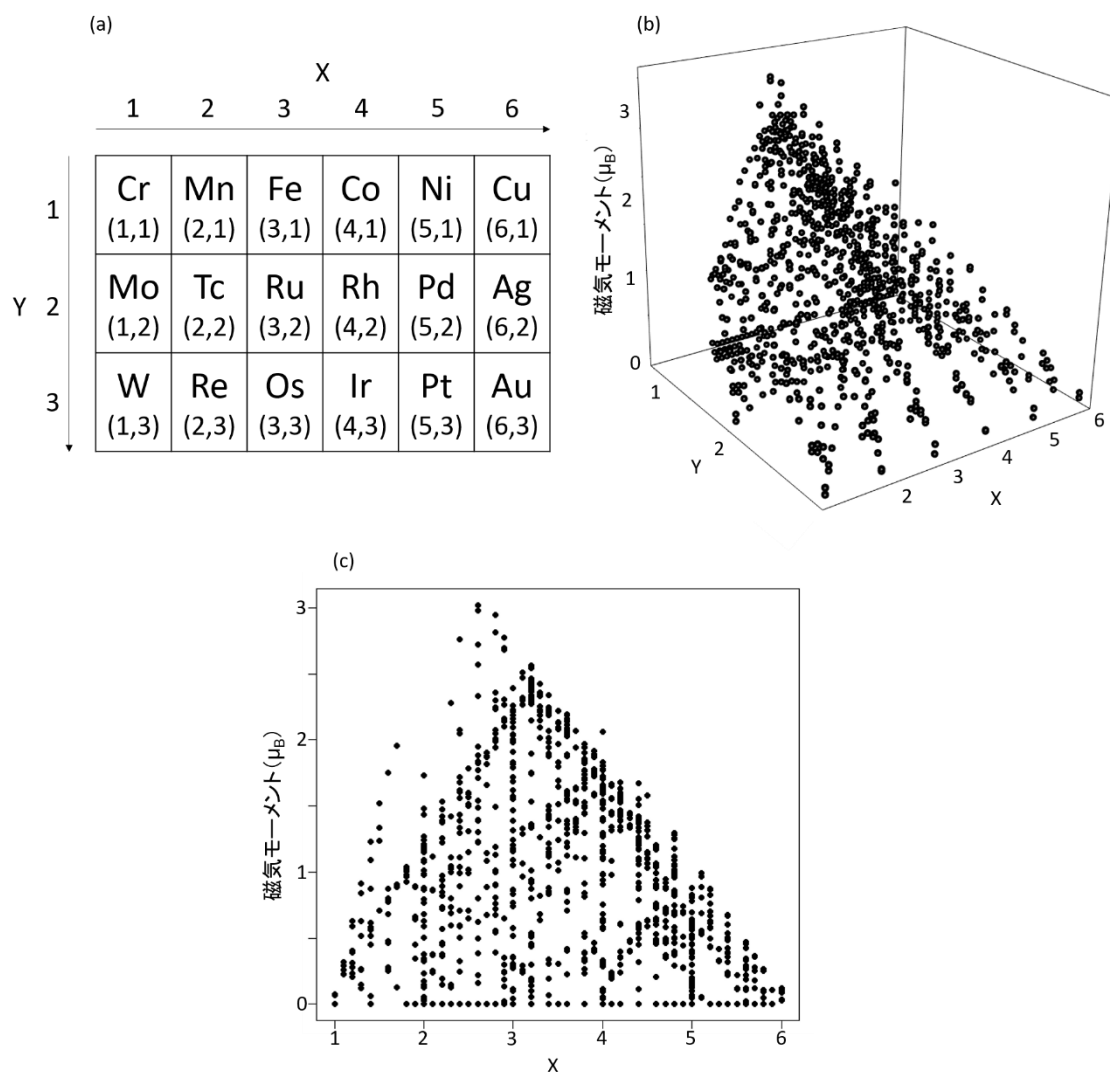 (a)
X
1 2 3 4 5 6
Y
1
Cr Mn Fe Co Ni Cu
(1,1) (2,1) (3,1) (4,1) (5,1) (6,1)
2
Mo Tc Ru Rh Pd Ag
(1,2) (2,2) (3,2) (4,2) (5,2) (6,2)
3
W Re Os Ir Pt Au
(1,3) (2,3) (3,3) (4,3) (5,3) (6,3)
(b)
磁気モーメント(μB)
3
2
1
0
1
2
Y
2
3
4
5
6
X
(c)
磁気モーメント(μB)
3
2
1
0
1 2 3 4 5 6
X